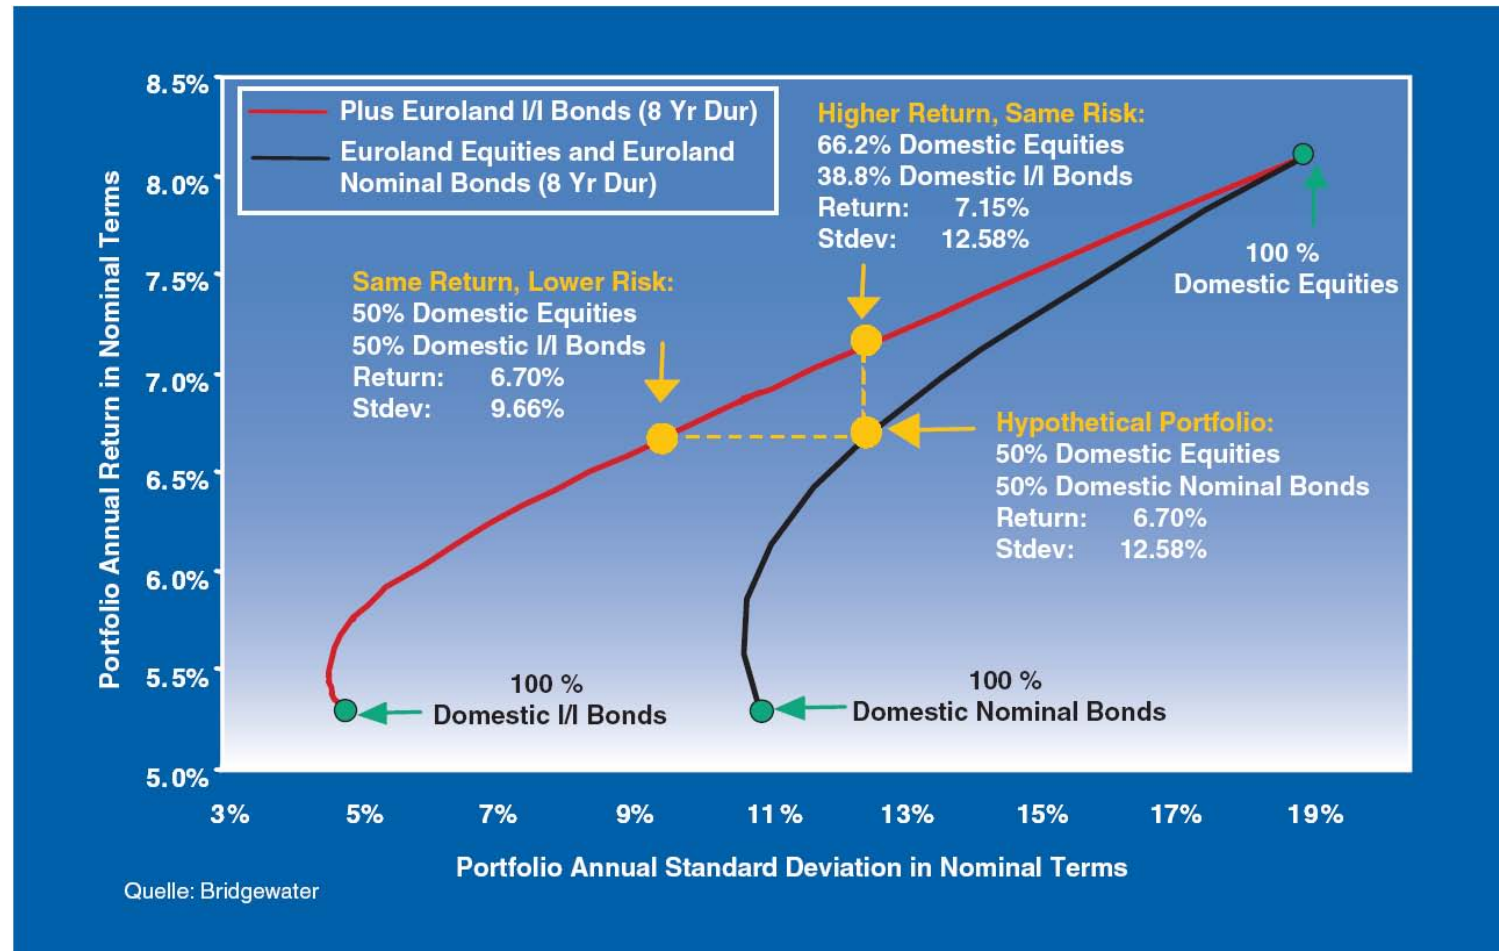 8.5%
8.0%
7.5%
7.0%
6.5%
6.0%
5.5%
5.0%
Portfolio Annual Return in Nominal Terms
Plus Euroland I/I Bonds (8 Yr Dur)
Euroland Equities and Euroland
Nominal Bonds (8 Yr Dur)
Higher Return, Same Risk:
66.2% Domestic Equities
38.8% Domestic I/I Bonds
Return: 7.15%
Stdev: 12.58%
100 %
Domestic Equities
Same Return, Lower Risk:
50% Domestic Equities
50% Domestic I/I Bonds
Return: 6.70%
Stdev: 9.66%
Hypothetical Portfolio:
50% Domestic Equities
50% Domestic Nominal Bonds
Return: 6.70%
Stdev: 12.58%
100 %
Domestic I/I Bonds
100 %
Domestic Nominal Bonds
3% 5% 7% 9% 11% 13% 15% 17% 19%
Portfolio Annual Standard Deviation in Nominal Terms
Quelle: Bridgewater